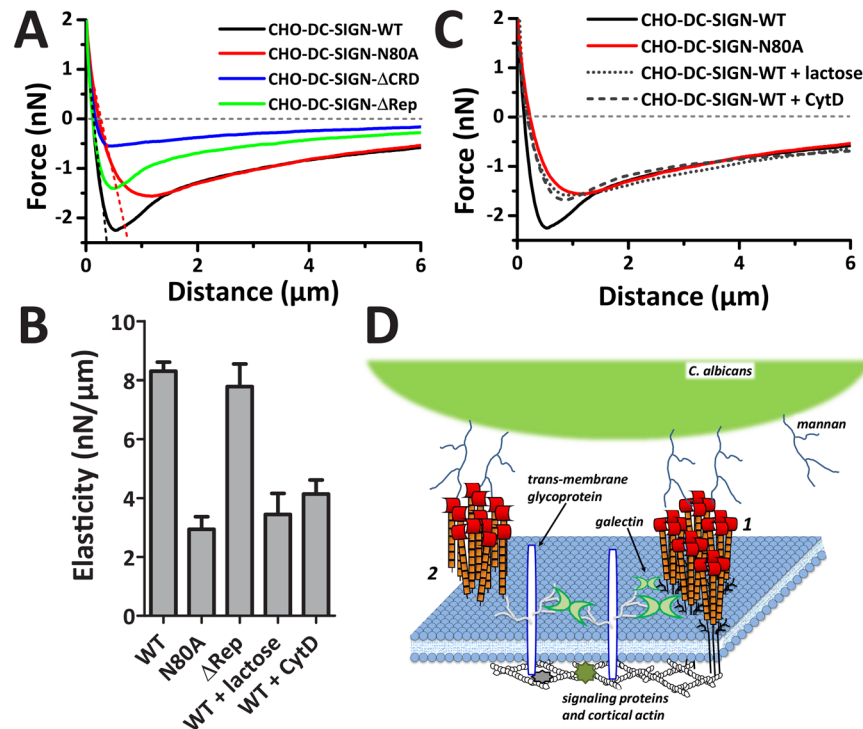 A
2
1
0
-1
-2
0
2
4
6
Force (nN)
Distance (μm)
CHO-DC-SIGN-WT
CHO-DC-SIGN-N80A
CHO-DC-SIGN-ΔCRD
CHO-DC-SIGN-ΔRep
C
2
1
0
-1
-2
0
2
4
6
Force (nN)
Distance (μm)
CHO-DC-SIGN-WT
CHO-DC-SIGN-N80A
CHO-DC-SIGN-WT + lactose
CHO-DC-SIGN-WT + CytD
B
10
8
6
4
2
0
Elasticity (nN/μm)
WT
N80A
ΔRep
WT + lactose
WT + CytD
D
C. albicans
mannan
trans-membrane
glycoprotein
galectin
1
2
signaling proteins
and cortical actin